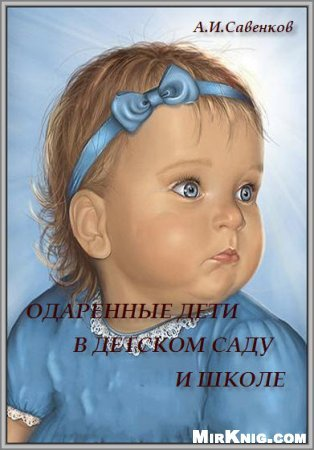 А.И.Савенков
ОДАРЕННЫЕ ДЕТИ
В ДЕТСКОМ САДУ
И ШКОЛЕ
MirKnig.com